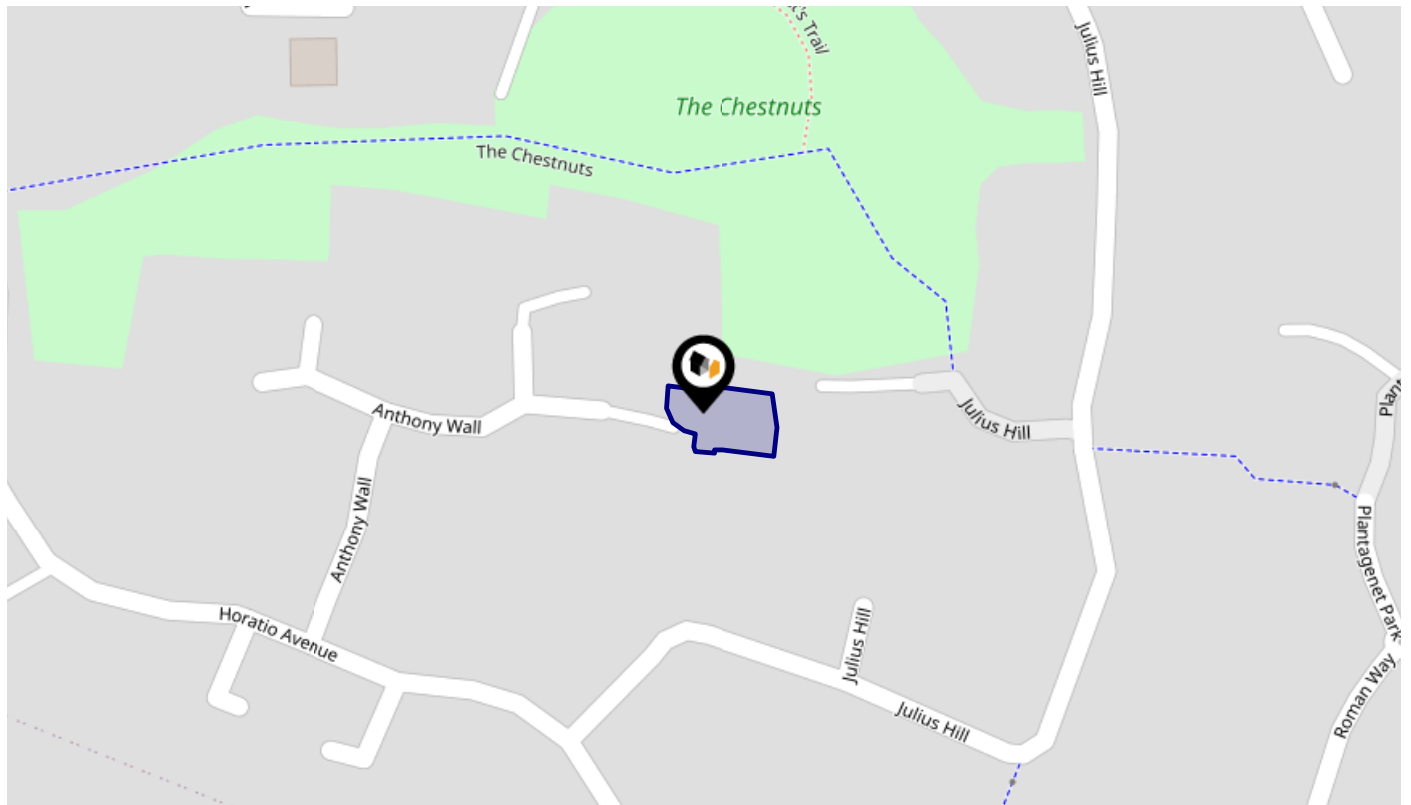 's Trail
Julius Hill
The Chestnuts
The Chestnuts
Anthony Wall
Julius Hill
Anthony Wall
Plantagenet Park
Horatio Avenue
Julius Hill
Julius Hill
Roman Way